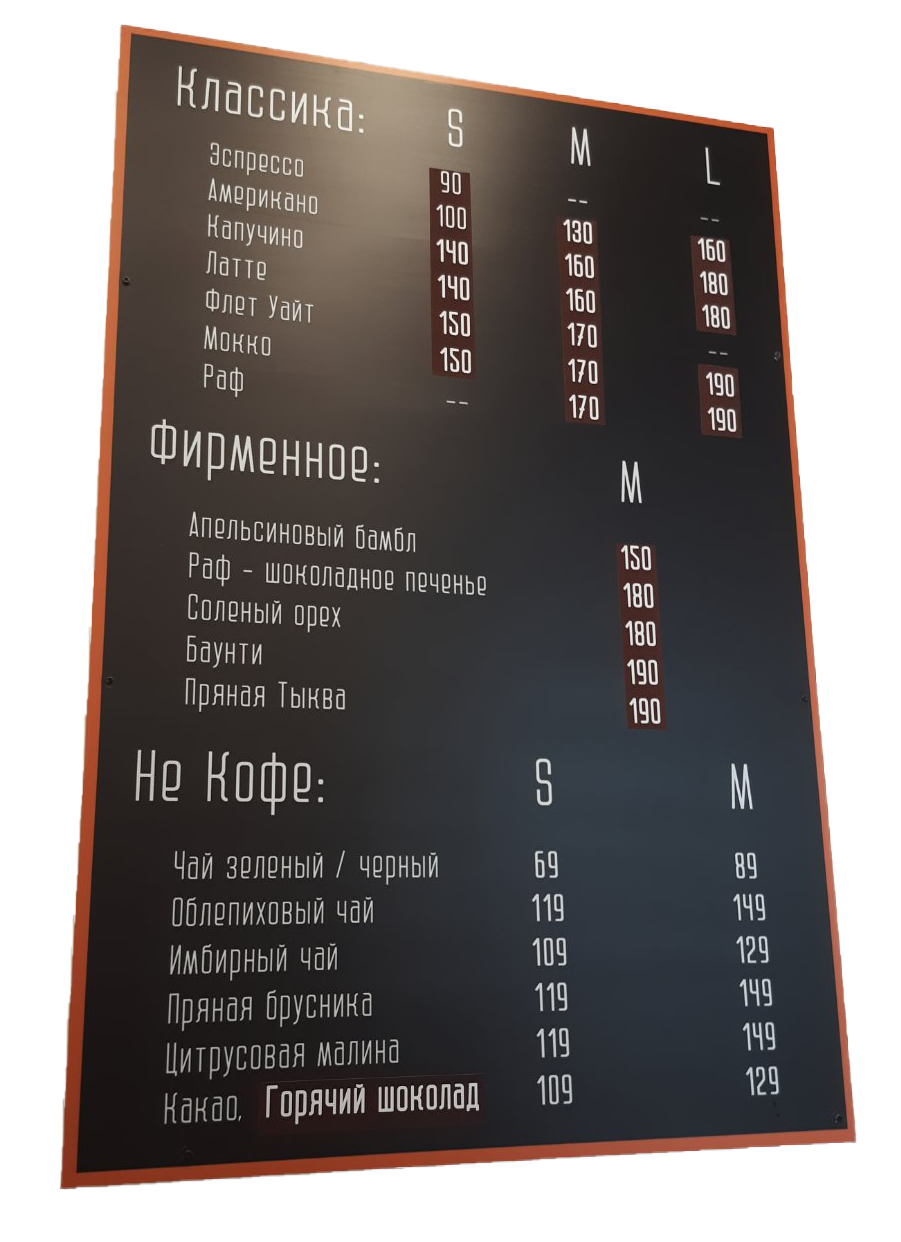 Классика: S M L
Эспрессо 90 -- --
Американо 100 130 160
Капучино 140 160 180
Латте 140 160 180
Флет Уайт 150 170 --
Мокко 150 170 190
Раф -- 170 190
Фирменное: M
Апельсиновый бамбл 150
Раф - шоколадное печенье 180
Соленый орех 180
Баунти 190
Пряная Тыква 190
Не Кофе: S M
Чай зеленый / черный 69 89
Облепиховый чай 119 149
Имбирный чай 109 129
Пряная брусника 119 149
Цитрусовая малина 119 149
Какао, Горячий шоколад 109 129